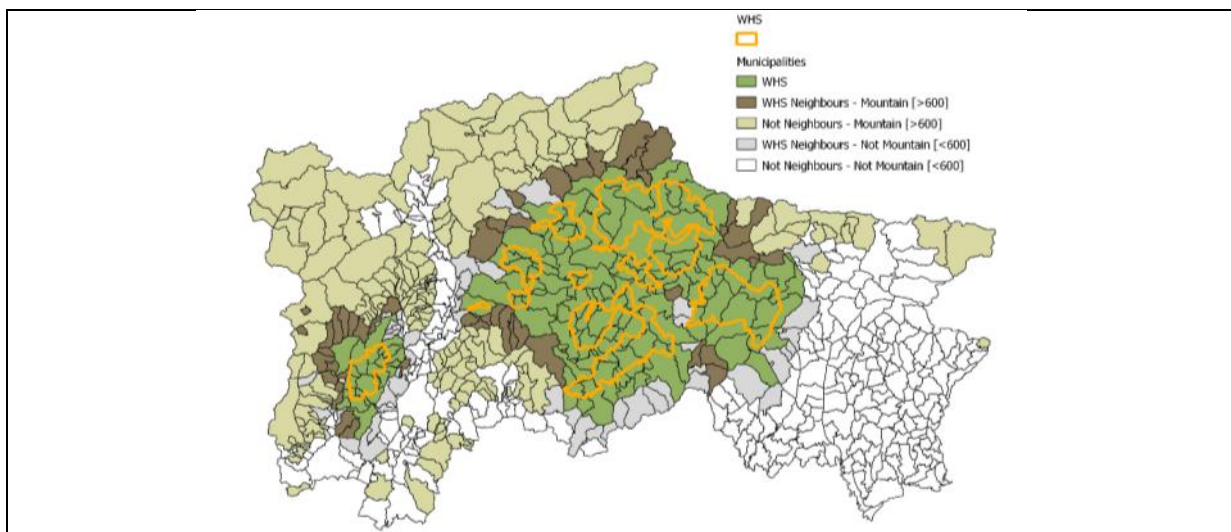 WHS
Municipalities
WHS
WHS Neighbours - Mountain [>600]
Not Neighbours - Mountain [>600]
WHS Neighbours - Not Mountain [<600]
Not Neighbours - Not Mountain [<600]